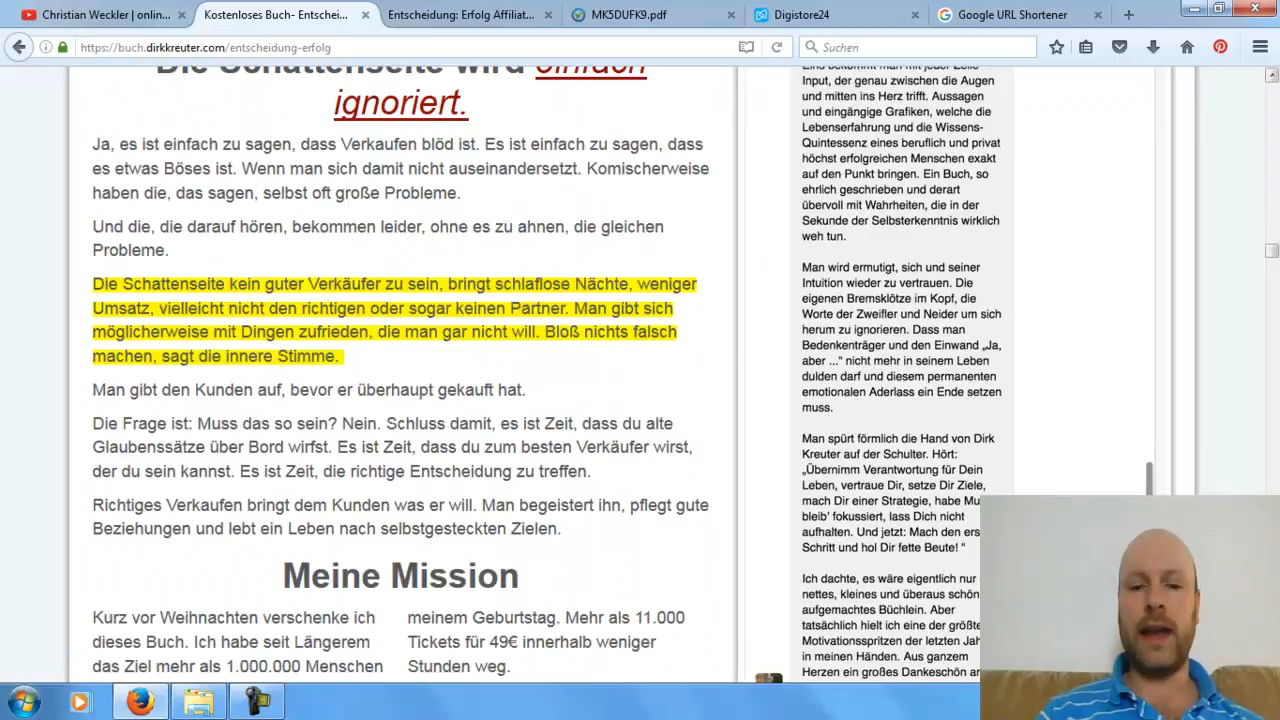 Christian Wackler | onlin...
Kostenloses Buch- Entschei...
Entscheidung: Erfolg Affiliat...
MK5DUFK9.pdf
Digistore24
Google URL Shortener
https://buch.dirkkreuter.com/entscheidung-erfolg
Suchen
Die Schattenseite wird einfach
ignoriert.
Ja, es ist einfach zu sagen, dass Verkaufen blöd ist. Es ist einfach zu sagen, dass
es etwas Böses ist. Wenn man sich damit nicht auseinandersetzt. Komischerweise
haben die, das sagen, selbst oft große Probleme.
Und die, die darauf hören, bekommen leider, ohne es zu ahnen, die gleichen
Probleme.
Die Schattenseite kein guter Verkäufer zu sein, bringt schlaflose Nächte, weniger
Umsatz, vielleicht nicht den richtigen oder sogar keinen Partner. Man gibt sich
möglicherweise mit Dingen zufrieden, die man gar nicht will. Bloß nichts falsch
machen, sagt die innere Stimme.
Man gibt den Kunden auf, bevor er überhaupt gekauft hat.
Die Frage ist: Muss das so sein? Nein. Schluss damit, es ist Zeit, dass du alte
Glaubenssätze über Bord wirfst. Es ist Zeit, dass du zum besten Verkäufer wirst,
der du sein kannst. Es ist Zeit, die richtige Entscheidung zu treffen.
Richtiges Verkaufen bringt dem Kunden was er will. Man begeistert ihn, pflegt gute
Beziehungen und lebt ein Leben nach selbstgesteckten Zielen.
Meine Mission
Kurz vor Weihnachten verschenke ich
dieses Buch. Ich habe seit Längerem
das Ziel mehr als 1.000.000 Menschen
meinem Geburtstag. Mehr als 11.000
Tickets für 49€ innerhalb weniger
Stunden weg.
Eins bekommt man mit jeder Zeile
Input, der genau zwischen die Augen
und mitten ins Herz trifft. Aussagen
und eingängige Grafiken, welche die
Lebenserfahrung und die Wissens-
Quintessenz eines beruflich und privat
höchst erfolgreichen Menschen exakt
auf den Punkt bringen. Ein Buch, so
ehrlich geschrieben und derart
übervoll mit Wahrheiten, die in der
Sekunde der Selbsterkenntnis wirklich
weh tun.
Man wird ermutigt, sich und seiner
Intuition wieder zu vertrauen. Die
eigenen Bremsklötze im Kopf, die
Worte der Zweifler und Neider um sich
herum zu ignorieren. Dass man
Bedenkenträger und den Einwand „Ja,
aber ...“ nicht mehr in seinem Leben
dulden darf und diesem permanenten
emotionalen Aderlass ein Ende setzen
muss.
Man spürt förmlich die Hand von Dirk
Kreuter auf der Schulter. Hört:
„Übernimm Verantwortung für Dein
Leben, vertraue Dir, setze Dir Ziele,
mach Dir einer Strategie, habe Mu
bleib’ fokussiert, lass Dich nicht
aufhalten. Und jetzt: Mach den ers
Schritt und hol Dir fette Beute! “
Ich dachte, es wäre eigentlich nur
nettes, kleines und überaus schön
aufgemachtes Büchlein. Aber
tatsächlich hielt ich eine der größte
Motivationsspritzen der letzten Jah
in meinen Händen. Aus ganzem
Herzen ein großes Dankeschön an